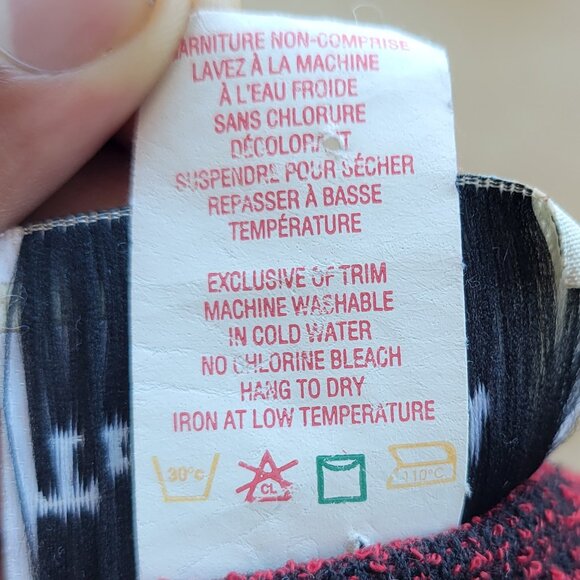 GARNITURE NON-COMPRISE
LAVEZ À LA MACHINE
À L'EAU FROIDE
SANS CHLORURE
DÉCOLORANT
SUSPENDRE POUR SÉCHER
REPASSER À BASSE
TEMPÉRATURE
EXCLUSIVE OF TRIM
MACHINE WASHABLE
IN COLD WATER
NO CHLORINE BLEACH
HANG TO DRY
IRON AT LOW TEMPERATURE
30°C
CL
110°C